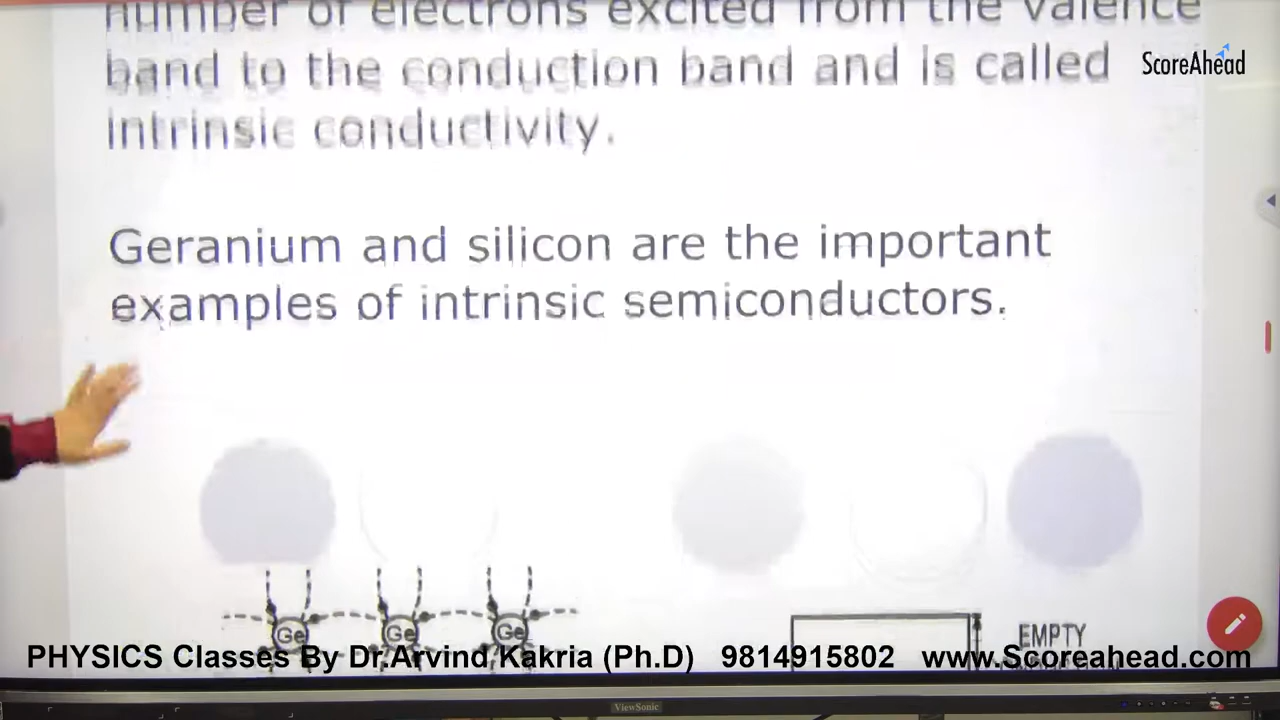 number of electrons excited from the valence
band to the conduction band and is called
intrinsic conductivity.
ScoreAhead
Geranium and silicon are the important
examples of intrinsic semiconductors.
Ge Ge Ge
EMPTY
PHYSICS Classes By Dr.Arvind Kakria (Ph.D) 9814915802 www.Scoreahead.com
ViewSonic